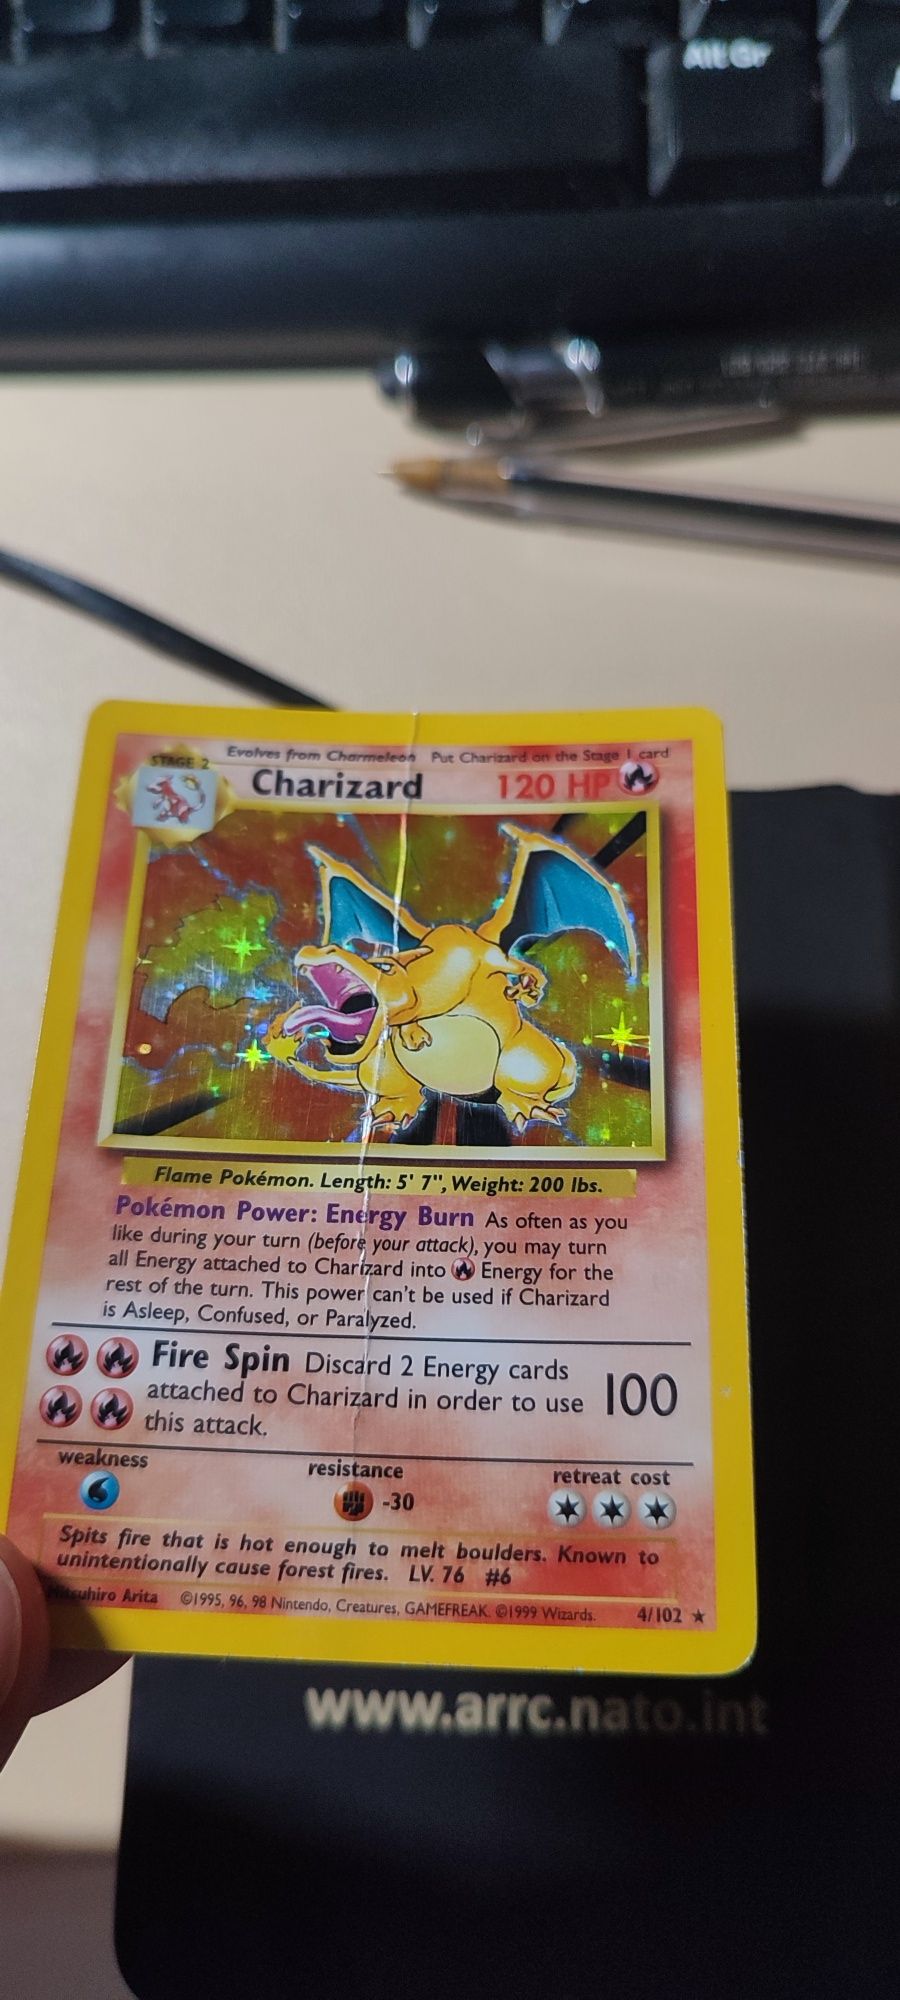 Alt Gr
STAGE 2
Evolves from Charmeleon Put Charizard on the Stage 1 card
Charizard 120 HP
Flame Pokémon. Length: 5' 7", Weight: 200 lbs.
Pokémon Power: Energy Burn As often as you
like during your turn (before your attack), you may turn
all Energy attached to Charizard into Energy for the
rest of the turn. This power can't be used if Charizard
is Asleep, Confused, or Paralyzed.
Fire Spin Discard 2 Energy cards
attached to Charizard in order to use 100
this attack.
weakness resistance retreat cost
-30
Spits fire that is hot enough to melt boulders. Known to
unintentionally cause forest fires. LV. 76 #6
Mitsuhiro Arita ©1995, 96, 98 Nintendo, Creatures, GAMEFREAK. ©1999 Wizards. 4/102 ★
www.arrc.nato.int